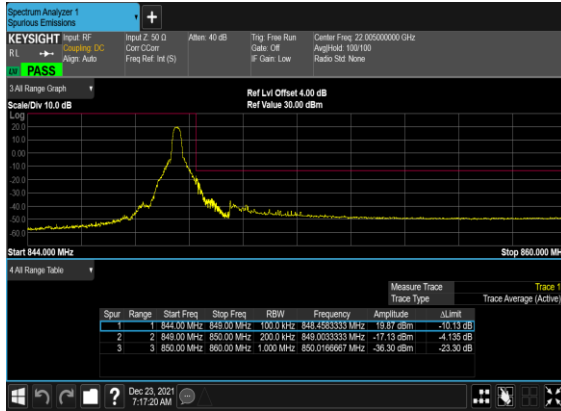 Spectrum Analyzer 1
Spurious Emissions
+
KEYSIGHT Input: RF Input Z: 50 Ω Atten: 40 dB Trig: Free Run Center Freq: 22.005000000 GHz
RL Coupling: DC Corr CCorr Gate: Off Avg|Hold: 100/100
Align: Auto Freq Ref: Int (S) IF Gain: Low Radio Std: None
PASS
3 All Range Graph
Ref Lvl Offset 4.00 dB
Scale/Div 10.0 dB Ref Value 30.00 dBm
Log
20.0
10.0
0.00
-10.0
-20.0
-30.0
-40.0
-50.0
-60.0
Start 844.000 MHz Stop 860.000 MH
4 All Range Table
Measure Trace Trace 1
Trace Type Trace Average (Active)
Spur Range Start Freq Stop Freq RBW Frequency Amplitude ΔLimit
1 1 844.00 MHz 849.00 MHz 100.0 kHz 848.4583333 MHz 19.87 dBm -10.13 dB
2 2 849.00 MHz 850.00 MHz 200.0 kHz 849.0033333 MHz -17.13 dBm -4.135 dB
3 3 850.00 MHz 860.00 MHz 1.000 MHz 850.0166667 MHz -36.30 dBm -23.30 dB
? Dec 23, 2021
7:17:20 AM